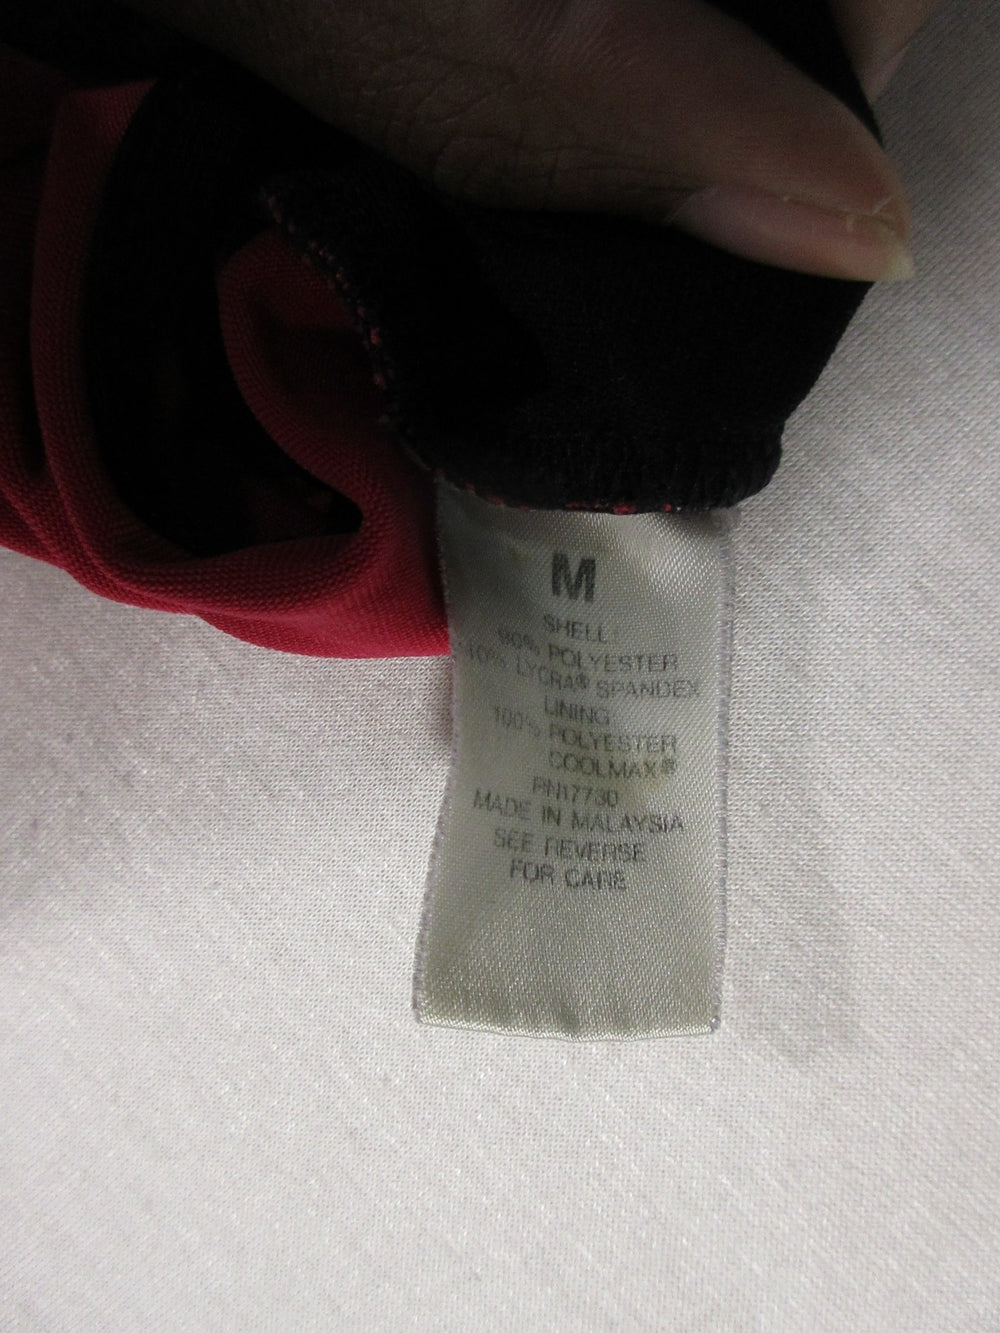 M
SHELL
90% POLYESTER
10% LYCRA® SPANDEX
LINING
100% POLYESTER
COOLMAX®
RN17730
MADE IN MALAYSIA
SEE REVERSE
FOR CARE